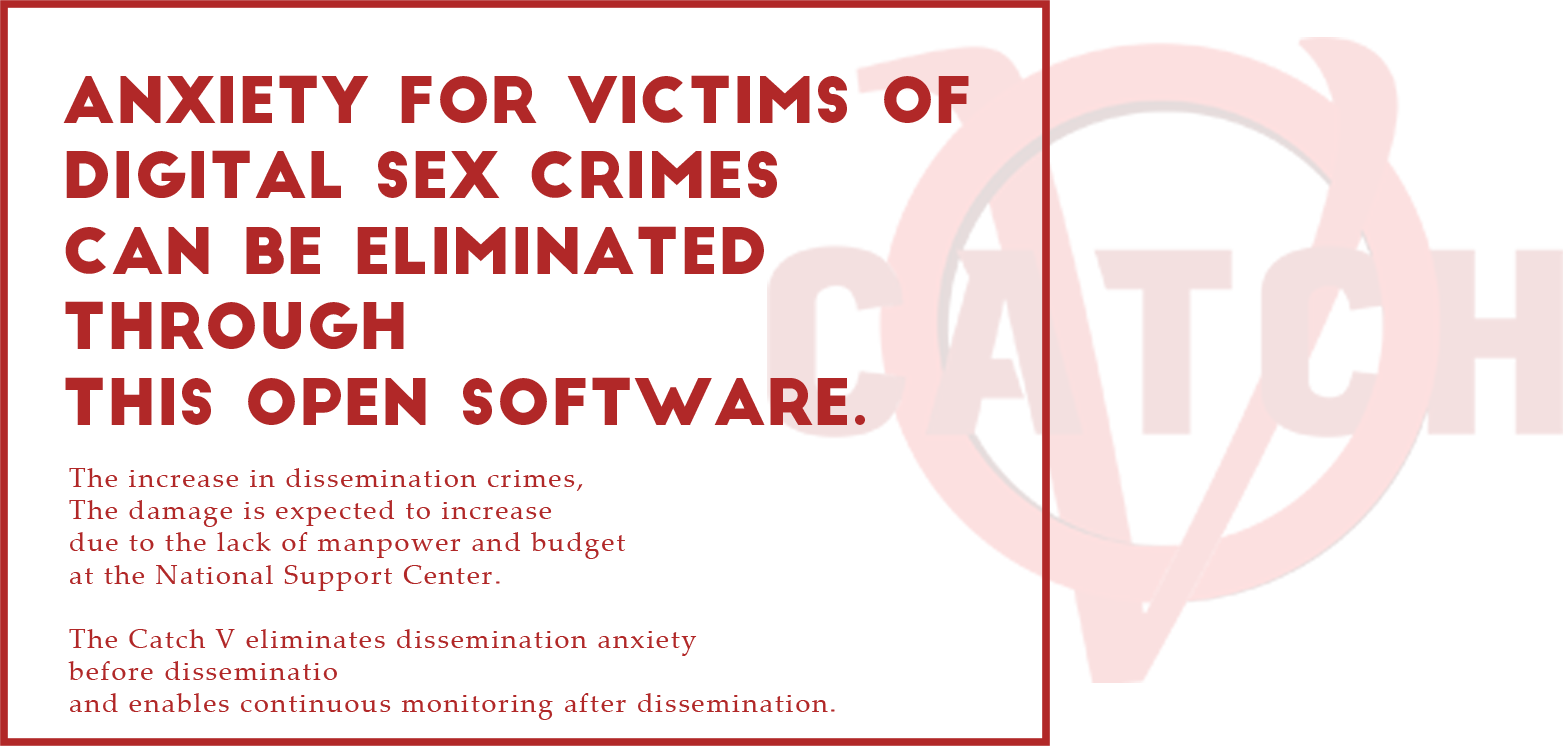 ANXIETY FOR VICTIMS OF
DIGITAL SEX CRIMES
CAN BE ELIMINATED
THROUGH
THIS OPEN SOFTWARE.
The increase in dissemination crimes,
The damage is expected to increase
due to the lack of manpower and budget
at the National Support Center.
The Catch V eliminates dissemination anxiety
before disseminatio
and enables continuous monitoring after dissemination.
CATCH
V